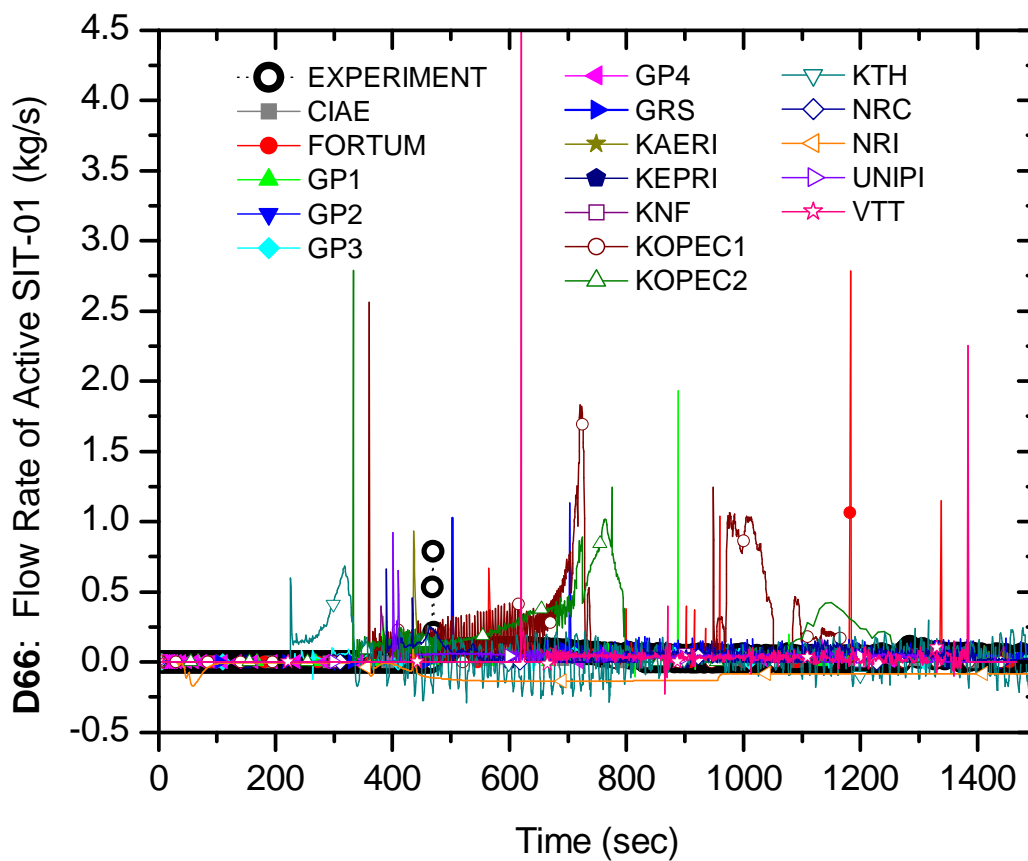 4.5
4.0
3.5
3.0
2.5
2.0
1.5
1.0
0.5
0.0
-0.5
D66: Flow Rate of Active SIT-01 (kg/s)
EXPERIMENT
CIAE
FORTUM
GP1
GP2
GP3
GP4
GRS
KAERI
KEPRI
KNF
KOPEC1
KOPEC2
KTH
NRC
NRI
UNIPI
VTT
0 200 400 600 800 1000 1200 1400
Time (sec)